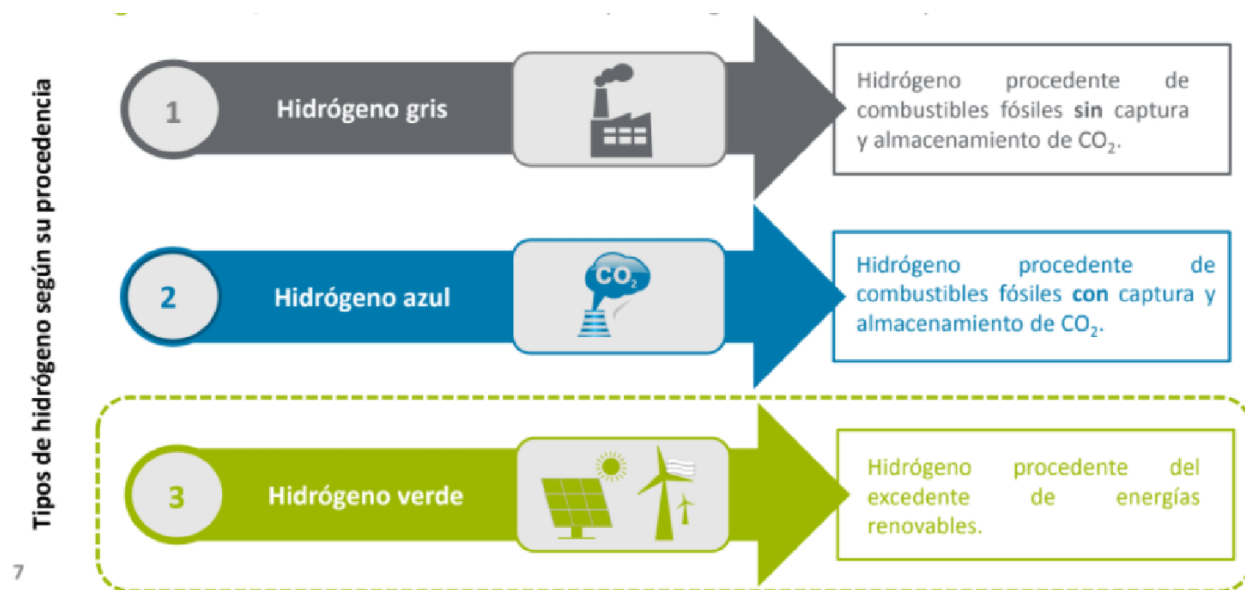 Tipos de hidrógeno según su procedencia
1
Hidrógeno gris
Hidrógeno procedente de
combustibles fósiles sin captura
y almacenamiento de CO₂.
2
Hidrógeno azul
CO₂
Hidrógeno procedente de
combustibles fósiles con captura y
almacenamiento de CO₂.
3
Hidrógeno verde
Hidrógeno procedente del
excedente de energías
renovables.
7